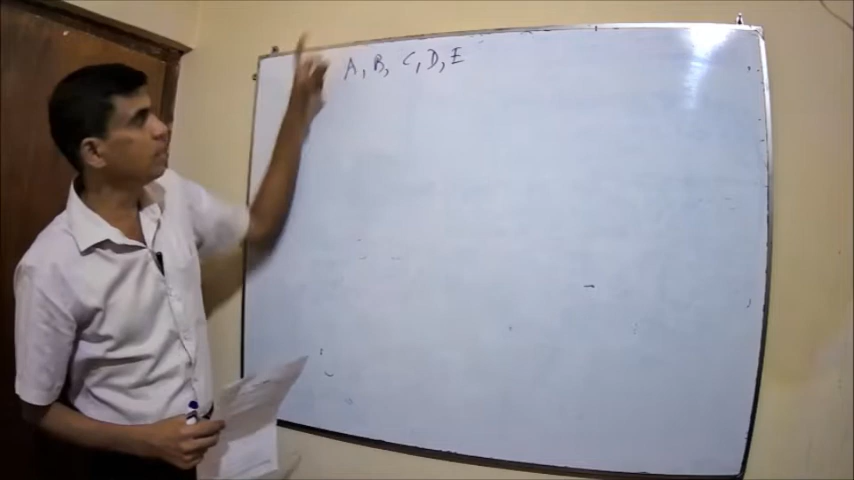 A, B, C, D, E